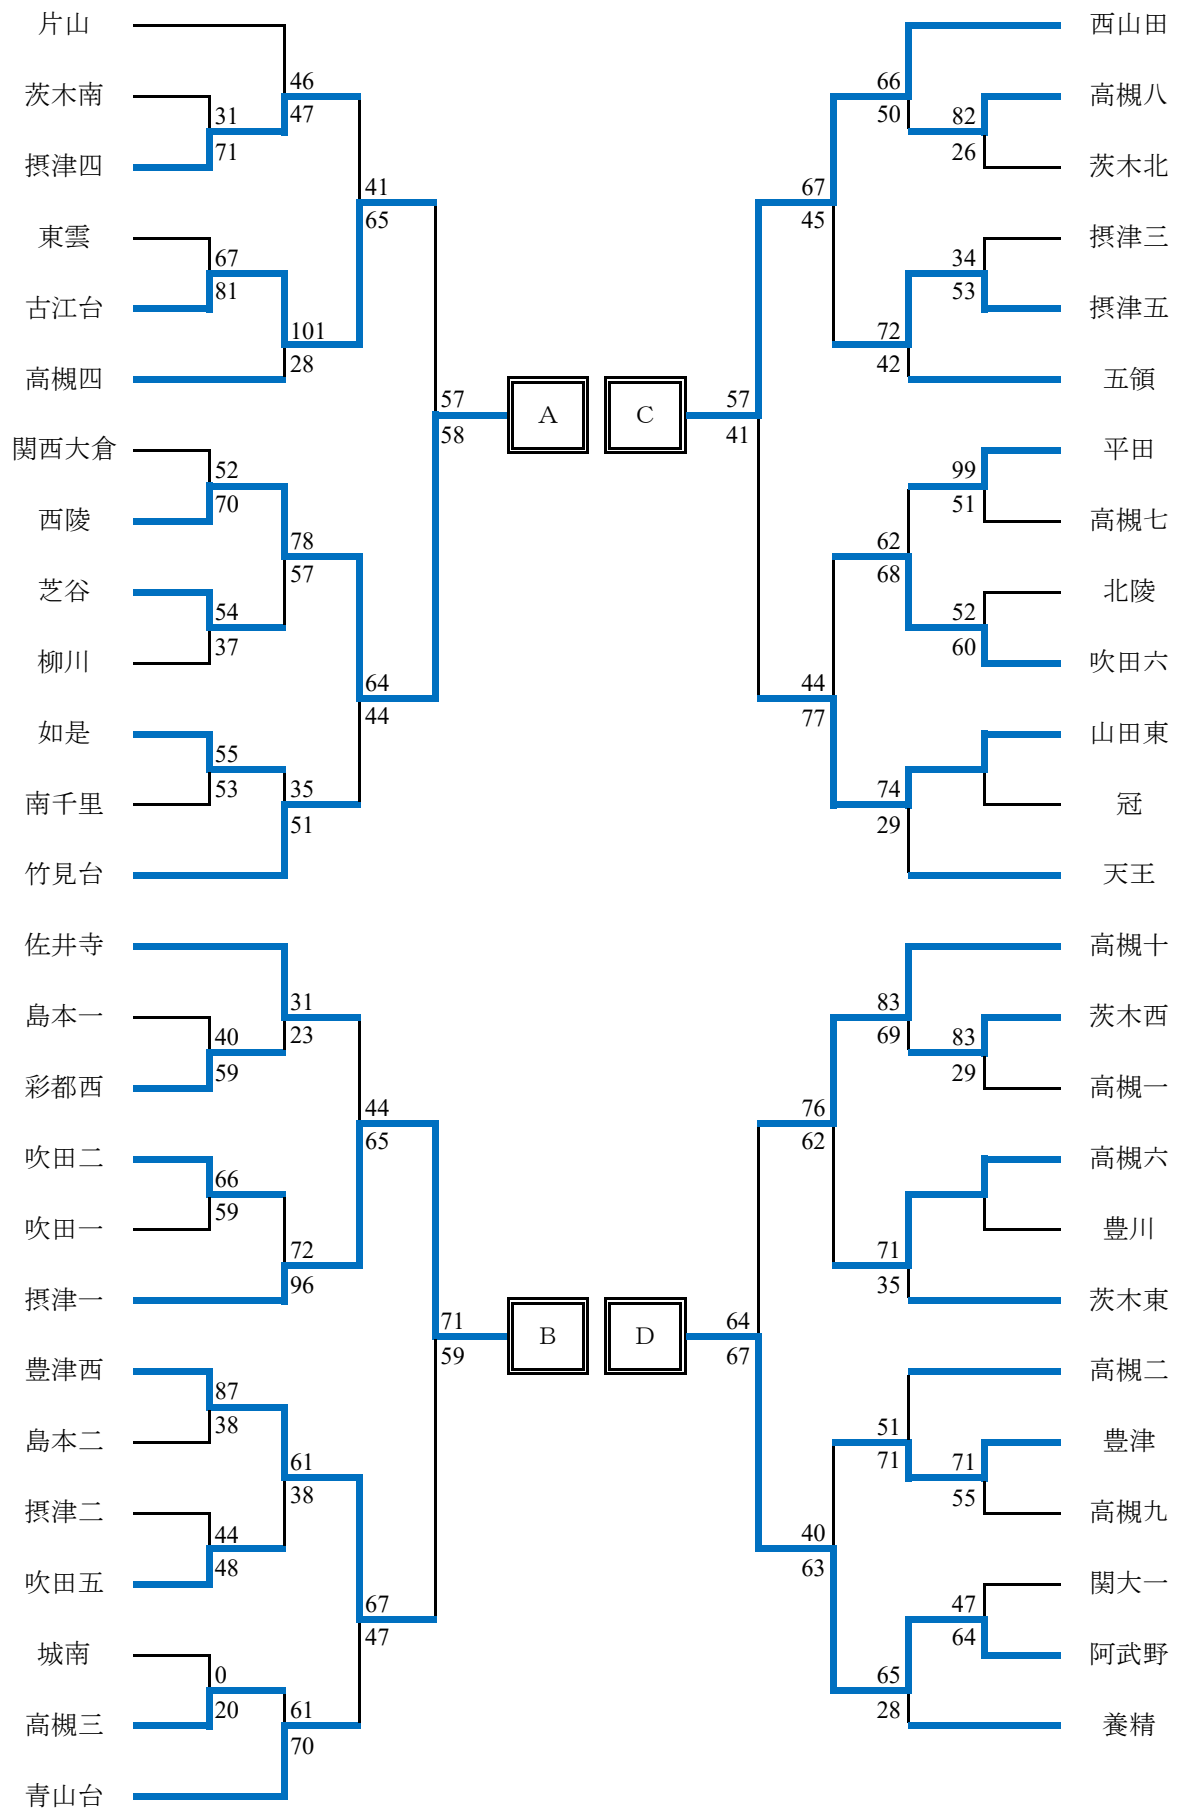 片山
西山田
46
66
茨木南
高槻八
31
47
50
82
71
26
摂津四
茨木北
41
67
65
45
東雲
摂津三
67
34
81
53
古江台
摂津五
101
72
28
42
高槻四
五領
57
A
C
57
58
41
関西大倉
平田
52
99
70
51
西陵
高槻七
78
62
57
68
芝谷
北陵
54
52
37
60
柳川
吹田六
64
44
44
77
如是
山田東
55
53
35
74
南千里
冠
51
29
竹見台
天王
佐井寺
高槻十
31
83
島本一
茨木西
40
23
69
83
59
29
彩都西
高槻一
44
76
65
62
吹田二
高槻六
66
59
吹田一
豊川
72
71
96
35
摂津一
茨木東
71
B
D
64
59
67
豊津西
高槻二
87
38
51
島本二
豊津
61
71
71
38
55
摂津二
高槻九
44
40
48
63
吹田五
関大一
67
47
47
64
城南
阿武野
0
65
20
28
高槻三
養精
61
70
青山台